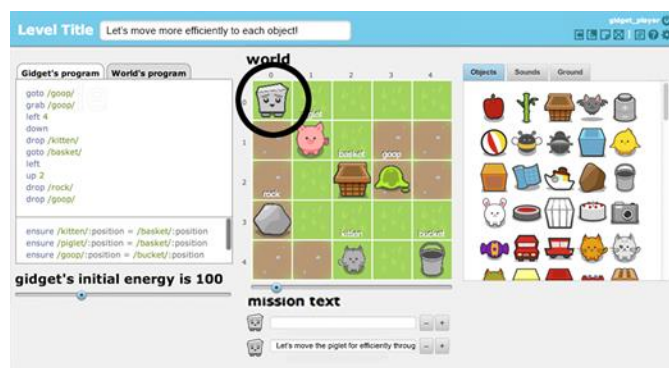 Level Title
Let's move more efficiently to each object!
gidget_player
Gidget's program
World's program
goto /goop/
grab /goop/
left 4
down
drop /kitten/
goto /basket/
left
up 2
drop /rock/
drop /goop/
ensure /kitten/:position = /basket/:position
ensure /piglet/:position = /basket/:position
ensure /goop/:position = /bucket/:position
gidget's initial energy is 100
world
0 1 2 3 4
0
piglet
1
basket goop
2
rock
3
kitten bucket
4
mission text
Let's move the piglet for efficiently throug
Objects Sounds Ground